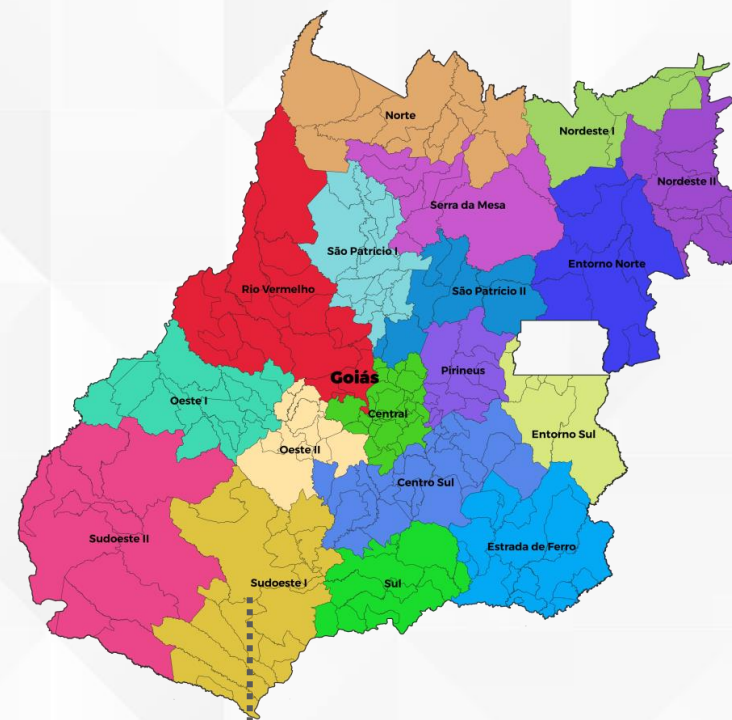 Norte
Nordeste I
Nordeste II
Serra da Mesa
São Patrício I
Entorno Norte
Rio Vermelho
São Patrício II
Pirineus
Goiás
Oeste I
Central
Entorno Sul
Oeste II
Centro Sul
Sudoeste II
Estrada de Ferro
Sudoeste I
Sul